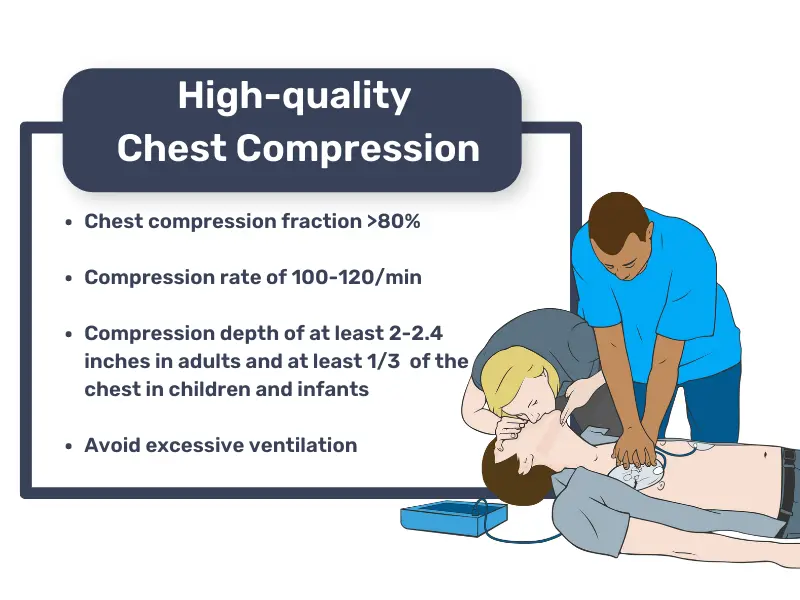 High-quality
Chest Compression
• Chest compression fraction >80%
• Compression rate of 100-120/min
• Compression depth of at least 2-2.4
inches in adults and at least 1/3 of the
chest in children and infants
• Avoid excessive ventilation